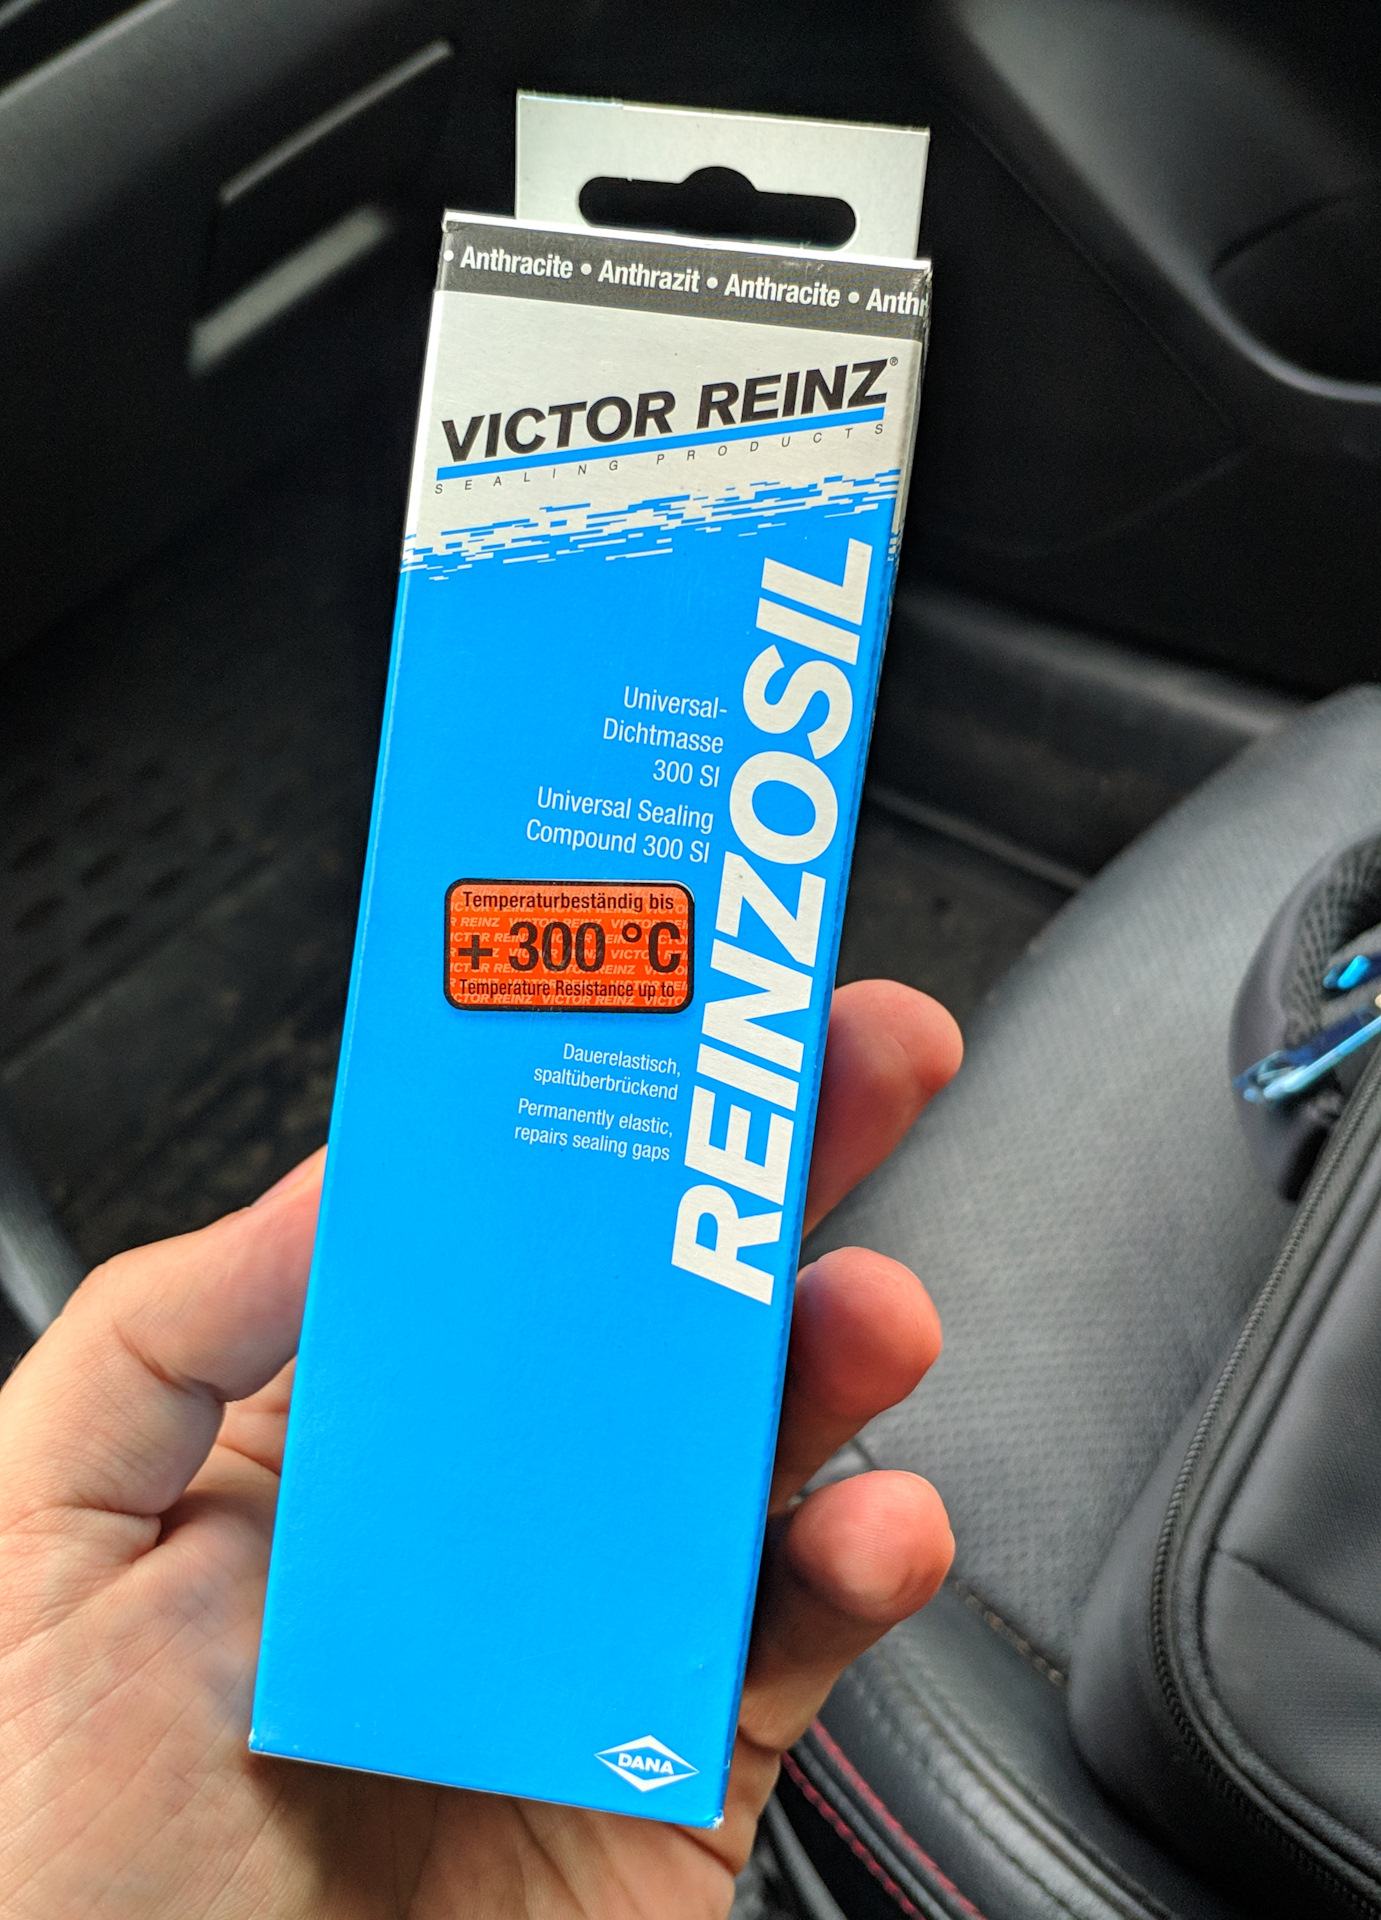 • Anthracite • Anthrazit • Anthracite • Anthr
VICTOR REINZ®
SEALING PRODUCTS
REINZOSIL
Universal-
Dichtmasse
300 SI
Universal Sealing
Compound 300 SI
Temperaturbeständig bis
+ 300 °C
Temperature Resistance up to
Dauerelastisch,
spaltüberbrückend
Permanently elastic,
repairs sealing gaps
DANA